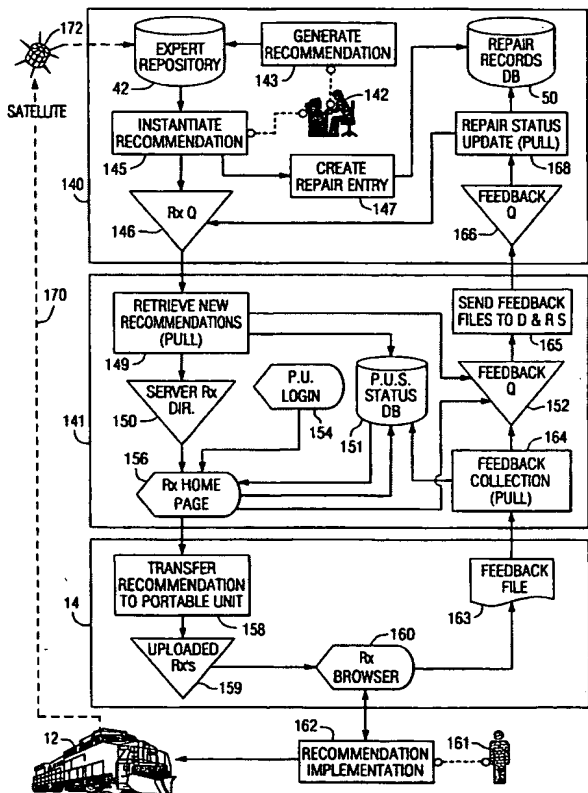 172
SATELLITE
EXPERT
REPOSITORY
42
GENERATE
RECOMMENDATION
143
142
REPAIR
RECORDS
DB
50
INSTANTIATE
RECOMMENDATION
145
CREATE
REPAIR ENTRY
147
REPAIR STATUS
UPDATE (PULL)
168
140
Rx Q
146
FEEDBACK
Q
166
170
RETRIEVE NEW
RECOMMENDATIONS
(PULL)
149
SEND FEEDBACK
FILES TO D & R S
165
SERVER Rx
DIR.
150
P.U.
LOGIN
154
P.U.S.
STATUS
DB
151
FEEDBACK
Q
152
141
156
Rx HOME
PAGE
164
FEEDBACK
COLLECTION
(PULL)
14
TRANSFER
RECOMMENDATION
TO PORTABLE UNIT
158
UPLOADED
Rx's
159
160
Rx
BROWSER
FEEDBACK
FILE
163
12
162
RECOMMENDATION
IMPLEMENTATION
161